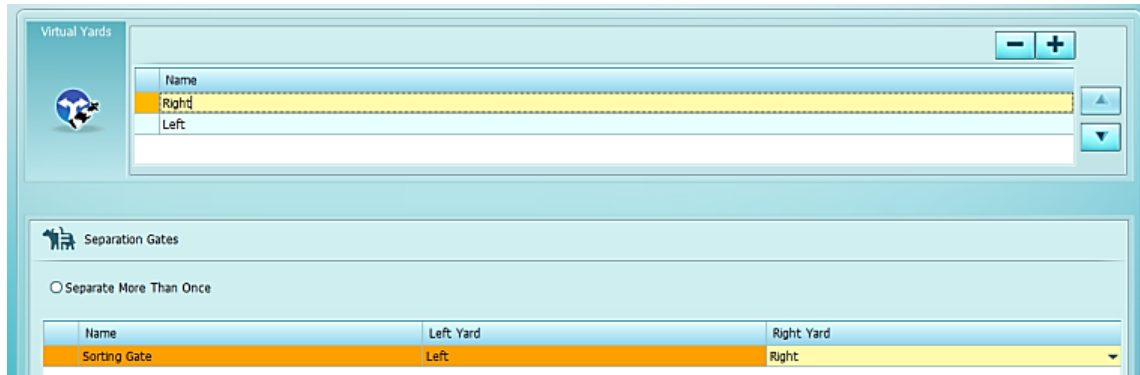 Virtual Yards
Name
Right
Left
Separation Gates
Separate More Than Once
Name Left Yard Right Yard
Sorting Gate Left Right